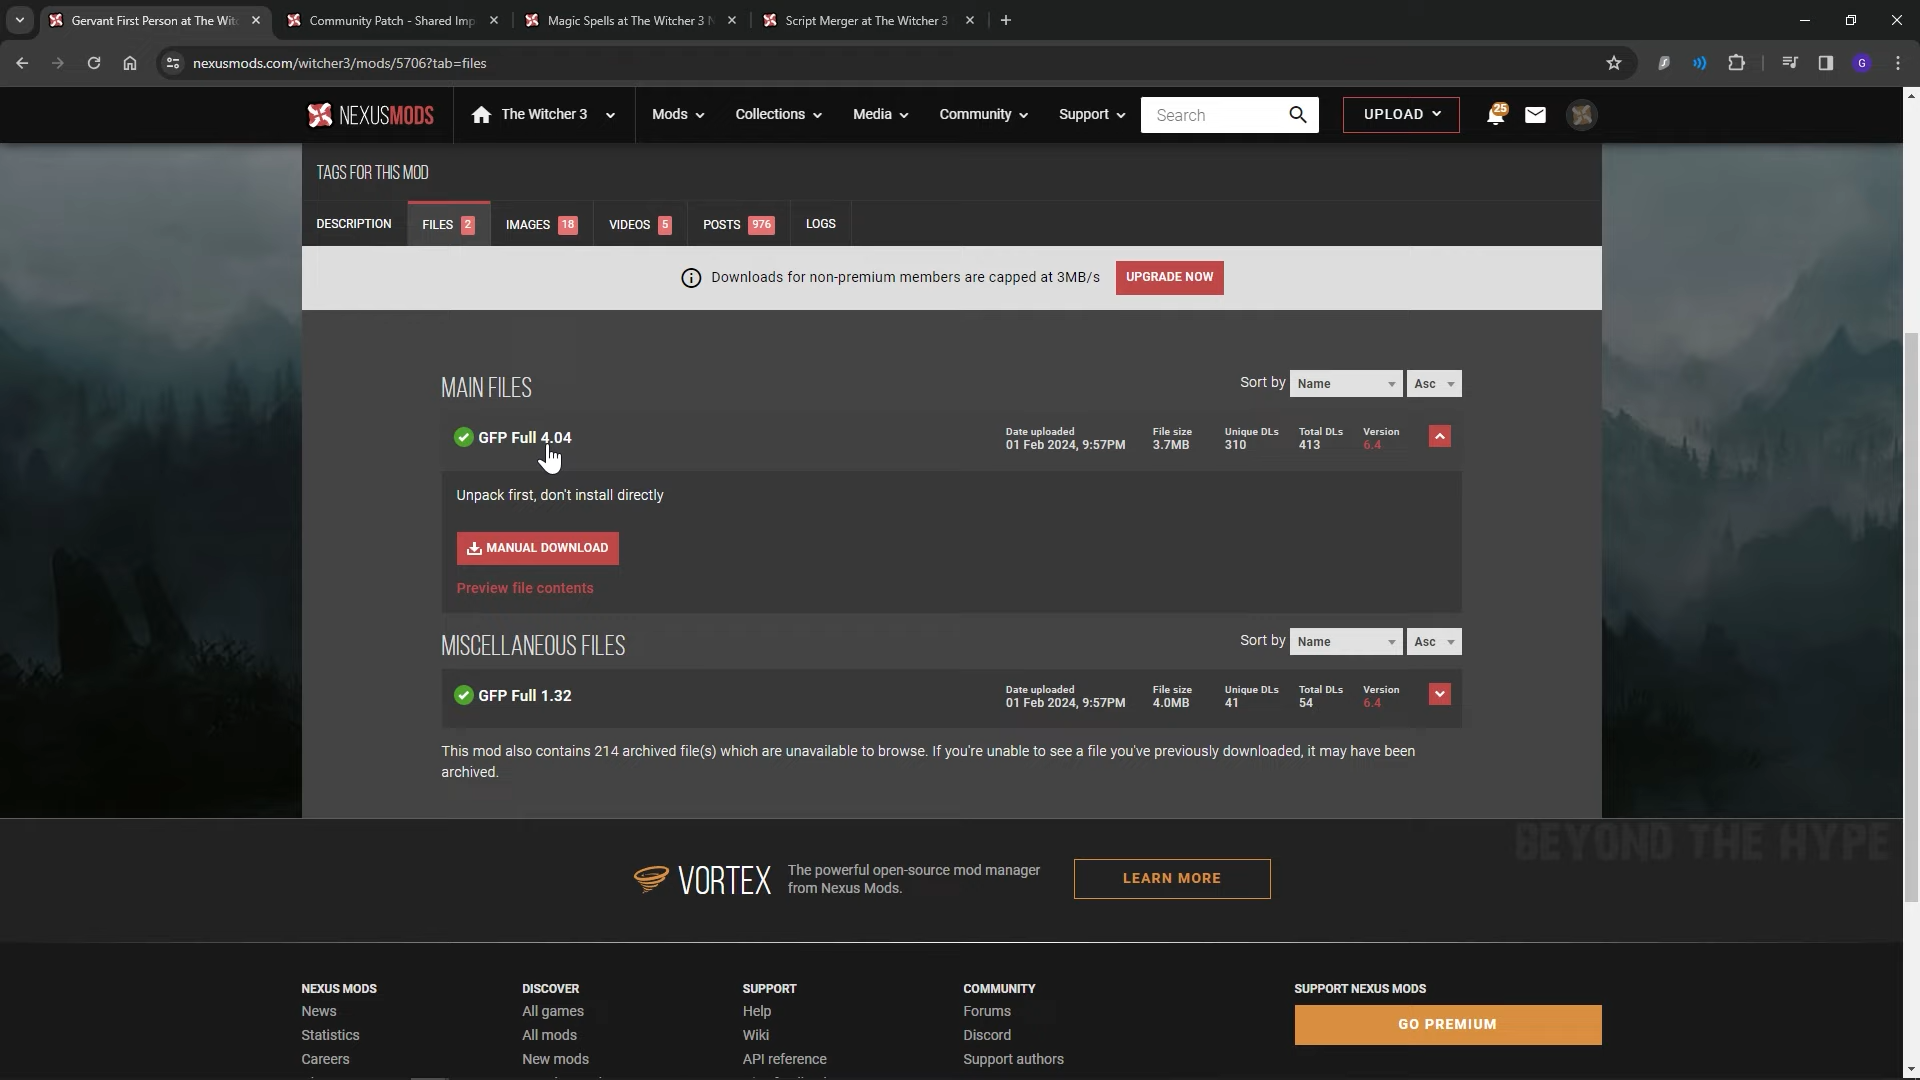 Gervant First Person at The Wit
Community Patch - Shared Imp
Magic Spells at The Witcher 3 N
Script Merger at The Witcher 3
nexusmods.com/witcher3/mods/5706?tab=files
G
NEXUSMODS
The Witcher 3
Mods
Collections
Media
Community
Support
Search
UPLOAD
25
TAGS FOR THIS MOD
DESCRIPTION
FILES 2
IMAGES 18
VIDEOS 5
POSTS 976
LOGS
Downloads for non-premium members are capped at 3MB/s
UPGRADE NOW
MAIN FILES
Sort by Name Asc
GFP Full 4.04
Date uploaded File size Unique DLs Total DLs Version
01 Feb 2024, 9:57PM 3.7MB 310 413 6.4
Unpack first, don't install directly
MANUAL DOWNLOAD
Preview file contents
MISCELLANEOUS FILES
Sort by Name Asc
GFP Full 1.32
Date uploaded File size Unique DLs Total DLs Version
01 Feb 2024, 9:57PM 4.0MB 41 54 6.4
This mod also contains 214 archived file(s) which are unavailable to browse. If you're unable to see a file you've previously downloaded, it may have been
archived.
BEYOND THE HYPE
VORTEX
The powerful open-source mod manager
from Nexus Mods.
LEARN MORE
NEXUS MODS
News
Statistics
Careers
DISCOVER
All games
All mods
New mods
SUPPORT
Help
Wiki
API reference
COMMUNITY
Forums
Discord
Support authors
SUPPORT NEXUS MODS
GO PREMIUM